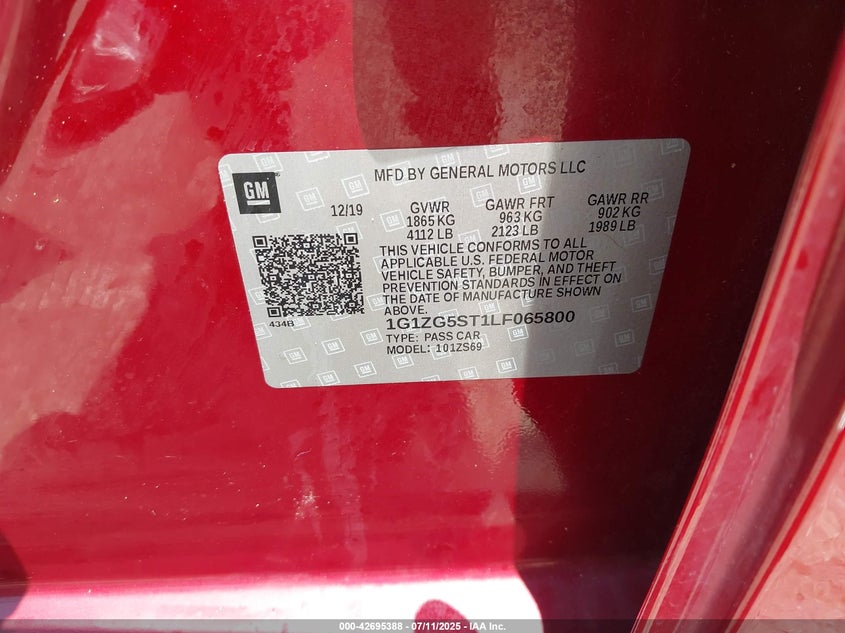 GM
MFD BY GENERAL MOTORS LLC
12/19 GVWR GAWR FRT GAWR RR
1865 KG 963 KG 902 KG
4112 LB 2123 LB 1989 LB
THIS VEHICLE CONFORMS TO ALL
APPLICABLE U.S. FEDERAL MOTOR
VEHICLE SAFETY, BUMPER, AND THEFT
PREVENTION STANDARDS IN EFFECT ON
THE DATE OF MANUFACTURE SHOWN
ABOVE.
434B
1G1ZG5ST1LF065800
TYPE: PASS CAR
MODEL: 101ZS69
000-42695388 - 07/11/2025 - IAA Inc.